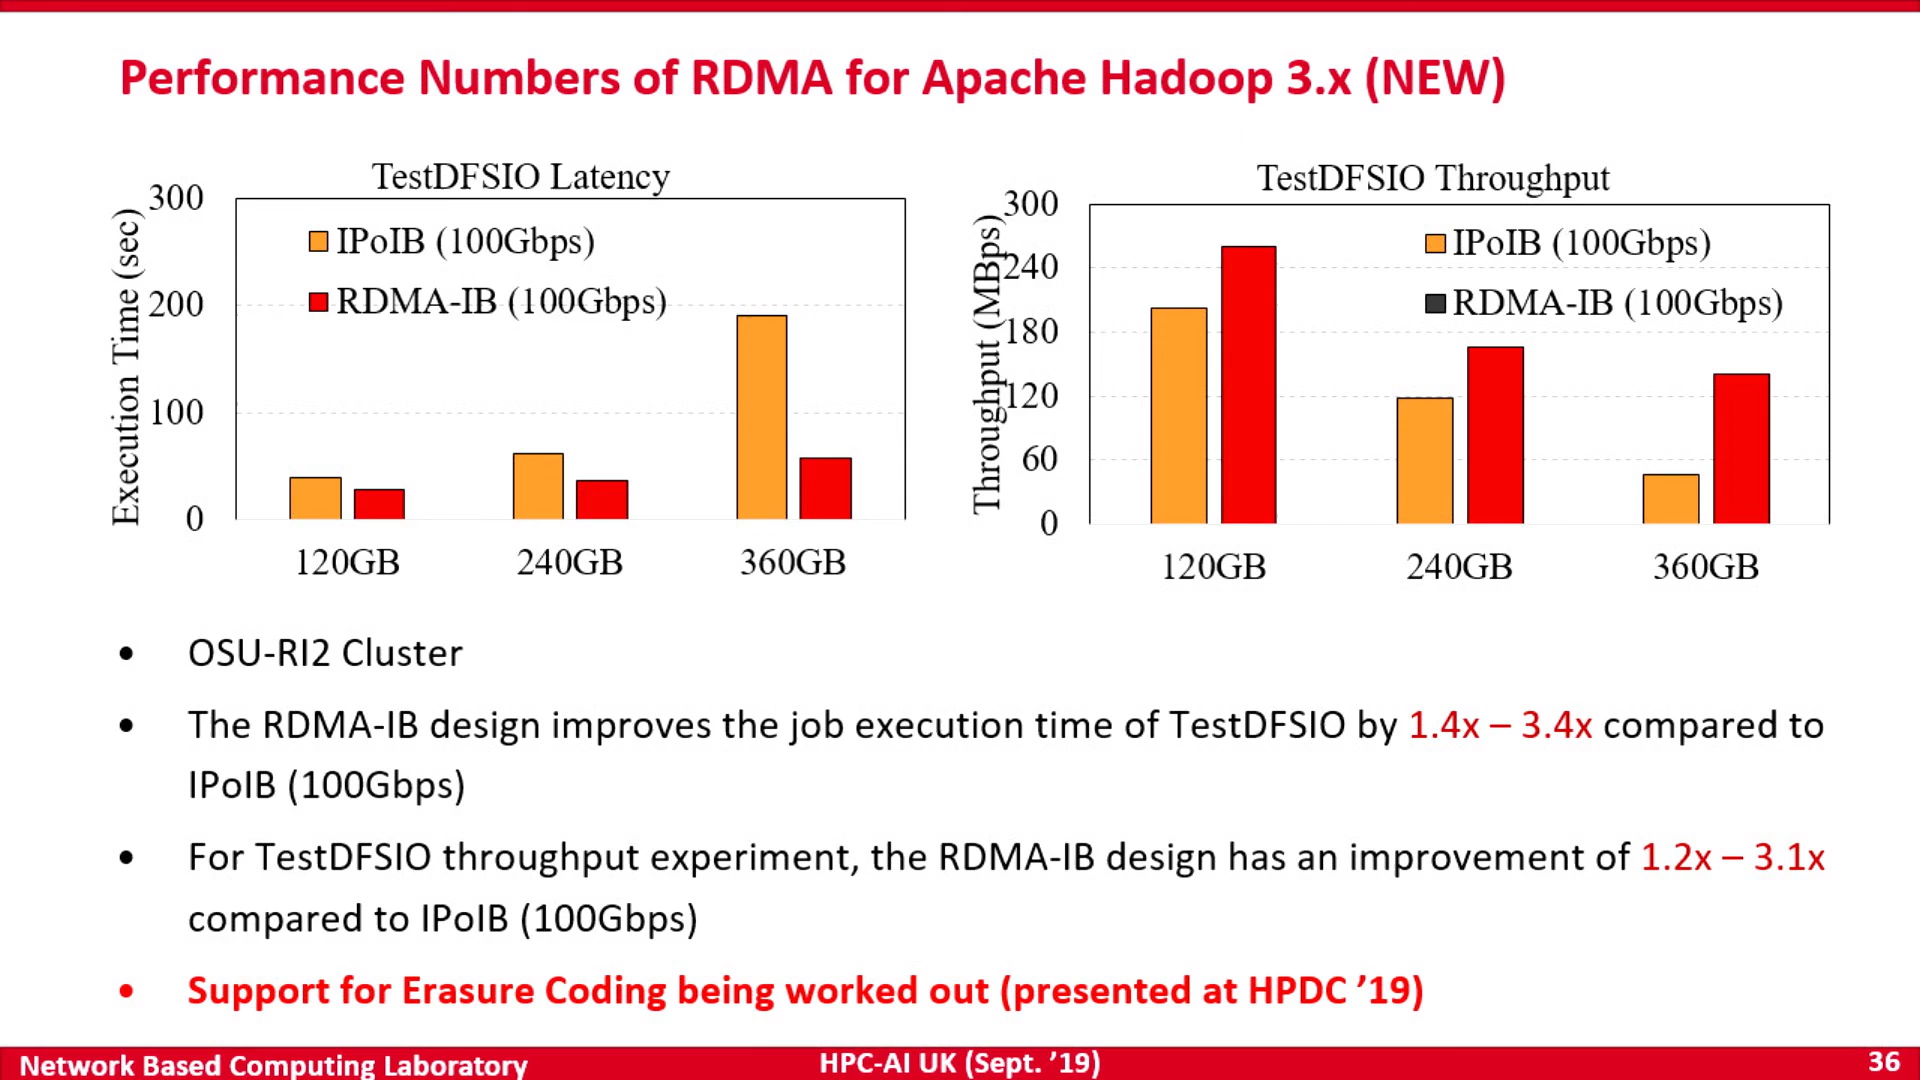 Performance Numbers of RDMA for Apache Hadoop 3.x (NEW)
TestDFSIO Latency
Execution Time (sec)
300
200
100
0
IPoIB (100Gbps)
RDMA-IB (100Gbps)
120GB 240GB 360GB
TestDFSIO Throughput
Throughput (MBps)
300
240
180
120
60
0
IPoIB (100Gbps)
RDMA-IB (100Gbps)
120GB 240GB 360GB
• OSU-RI2 Cluster
• The RDMA-IB design improves the job execution time of TestDFSIO by 1.4x – 3.4x compared to
IPoIB (100Gbps)
• For TestDFSIO throughput experiment, the RDMA-IB design has an improvement of 1.2x – 3.1x
compared to IPoIB (100Gbps)
• Support for Erasure Coding being worked out (presented at HPDC ’19)
Network Based Computing Laboratory
HPC-AI UK (Sept. ’19)
36